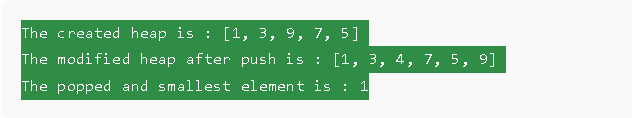 The created heap is : [1, 3, 9, 7, 5]
The modified heap after push is : [1, 3, 4, 7, 5, 9]
The popped and smallest element is : 1